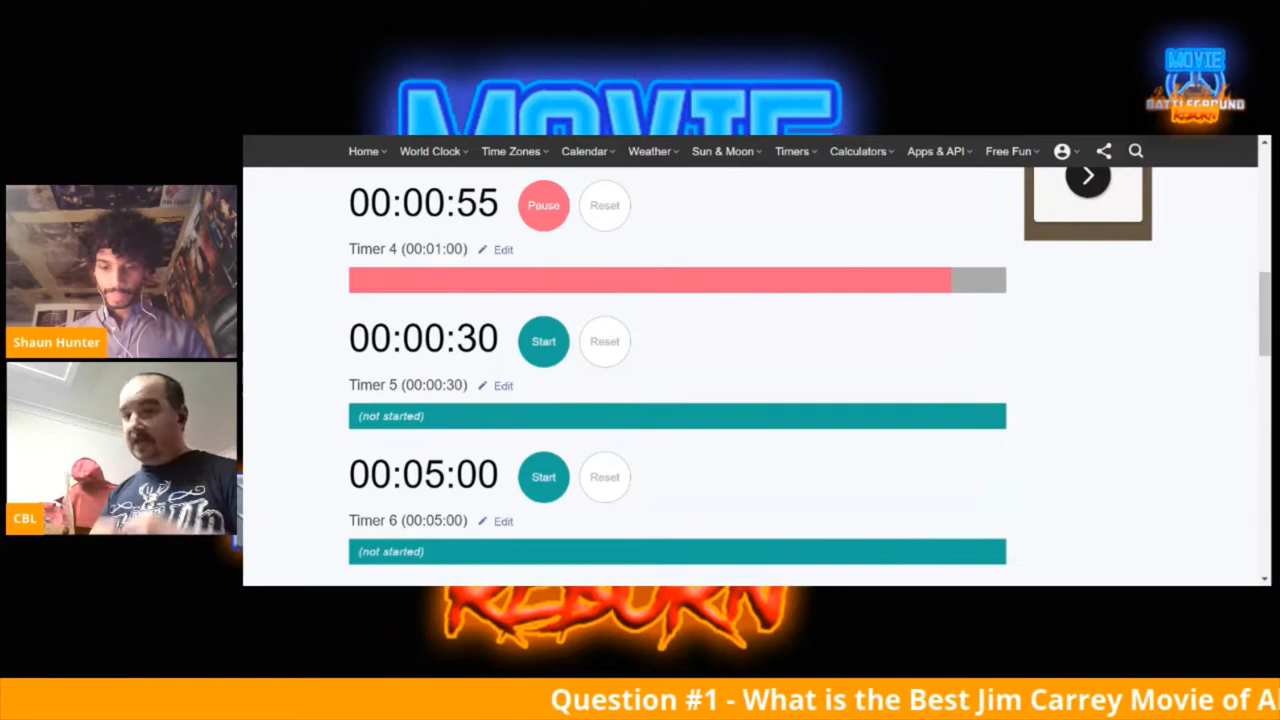 MOVIE
MOVIE
BATTLEGROUND
REBORN
Home World Clock Time Zones Calendar Weather Sun & Moon Timers Calculators Apps & API Free Fun
00:00:55 Pause Reset
Timer 4 (00:01:00) Edit
00:00:30 Start Reset
Timer 5 (00:00:30) Edit
(not started)
00:05:00 Start Reset
Timer 6 (00:05:00) Edit
(not started)
Shaun Hunter
CBL
REBORN
Question #1 - What is the Best Jim Carrey Movie of A